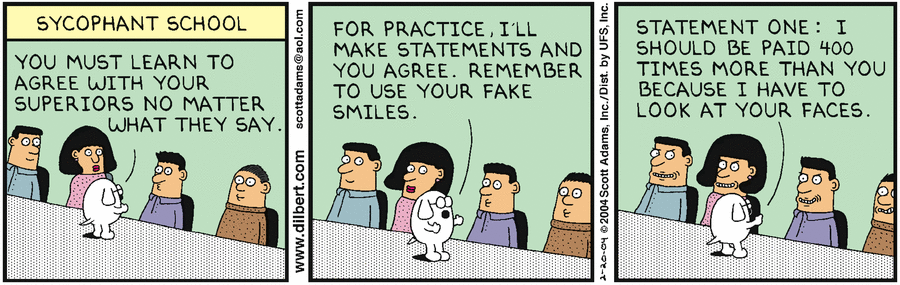 SYCOPHANT SCHOOL
YOU MUST LEARN TO
AGREE WITH YOUR
SUPERIORS NO MATTER
WHAT THEY SAY.
www.dilbert.com
scottadams@aol.com
FOR PRACTICE, I'LL
MAKE STATEMENTS AND
YOU AGREE. REMEMBER
TO USE YOUR FAKE
SMILES.
2-20-04 © 2004 Scott Adams, Inc./Dist. by UFS, Inc.
STATEMENT ONE: I
SHOULD BE PAID 400
TIMES MORE THAN YOU
BECAUSE I HAVE TO
LOOK AT YOUR FACES.